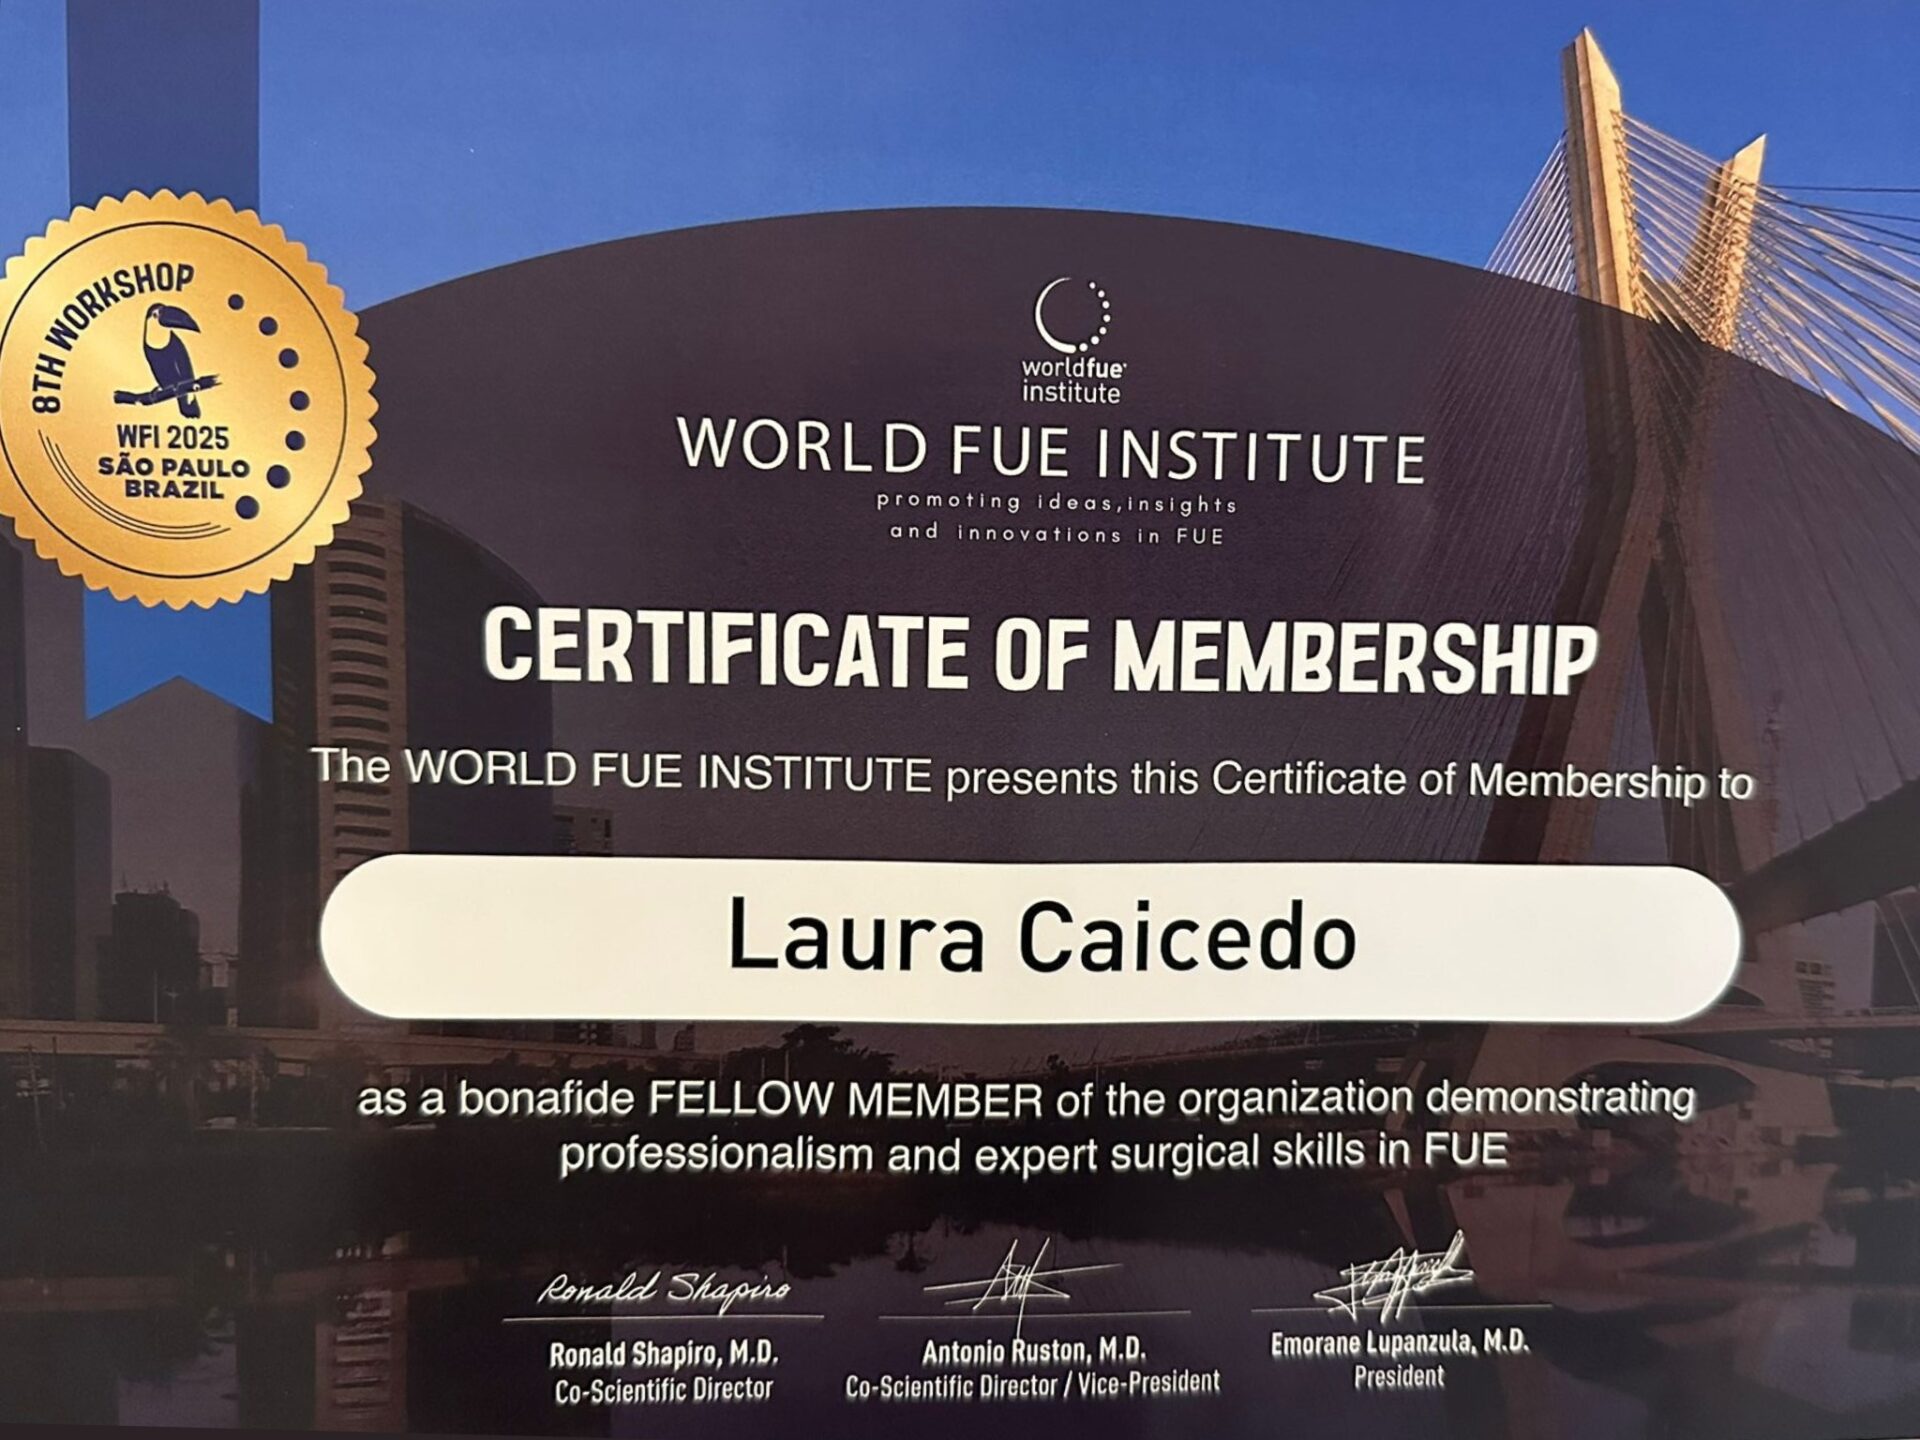 8TH WORKSHOP
WFI 2025
SÃO PAULO
BRAZIL
worldfue
institute
WORLD FUE INSTITUTE
promoting ideas,insights
and innovations in FUE
CERTIFICATE OF MEMBERSHIP
The WORLD FUE INSTITUTE presents this Certificate of Membership to
Laura Caicedo
as a bonafide FELLOW MEMBER of the organization demonstrating
professionalism and expert surgical skills in FUE
Ronald Shapiro
Ronald Shapiro, M.D.
Co-Scientific Director
Antonio Ruston, M.D.
Co-Scientific Director / Vice-President
Emorane Lupanzula, M.D.
President